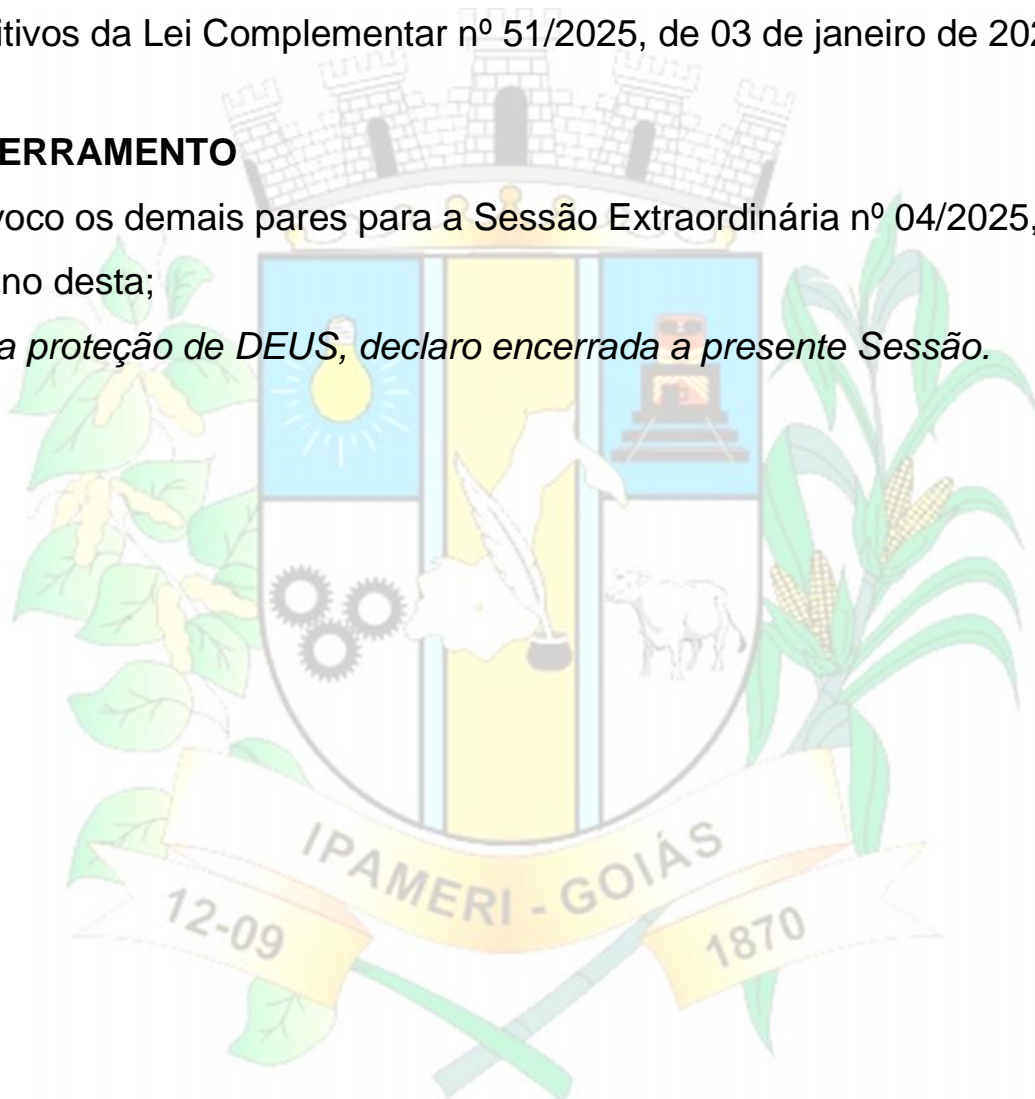 itivos da Lei Complementar nº 51/2025, de 03 de janeiro de 202
ERRAMENTO
voco os demais pares para a Sessão Extraordinária nº 04/2025,
no desta;
a proteção de DEUS, declaro encerrada a presente Sessão.
IPAMERI - GOIÁS
12-09
1870